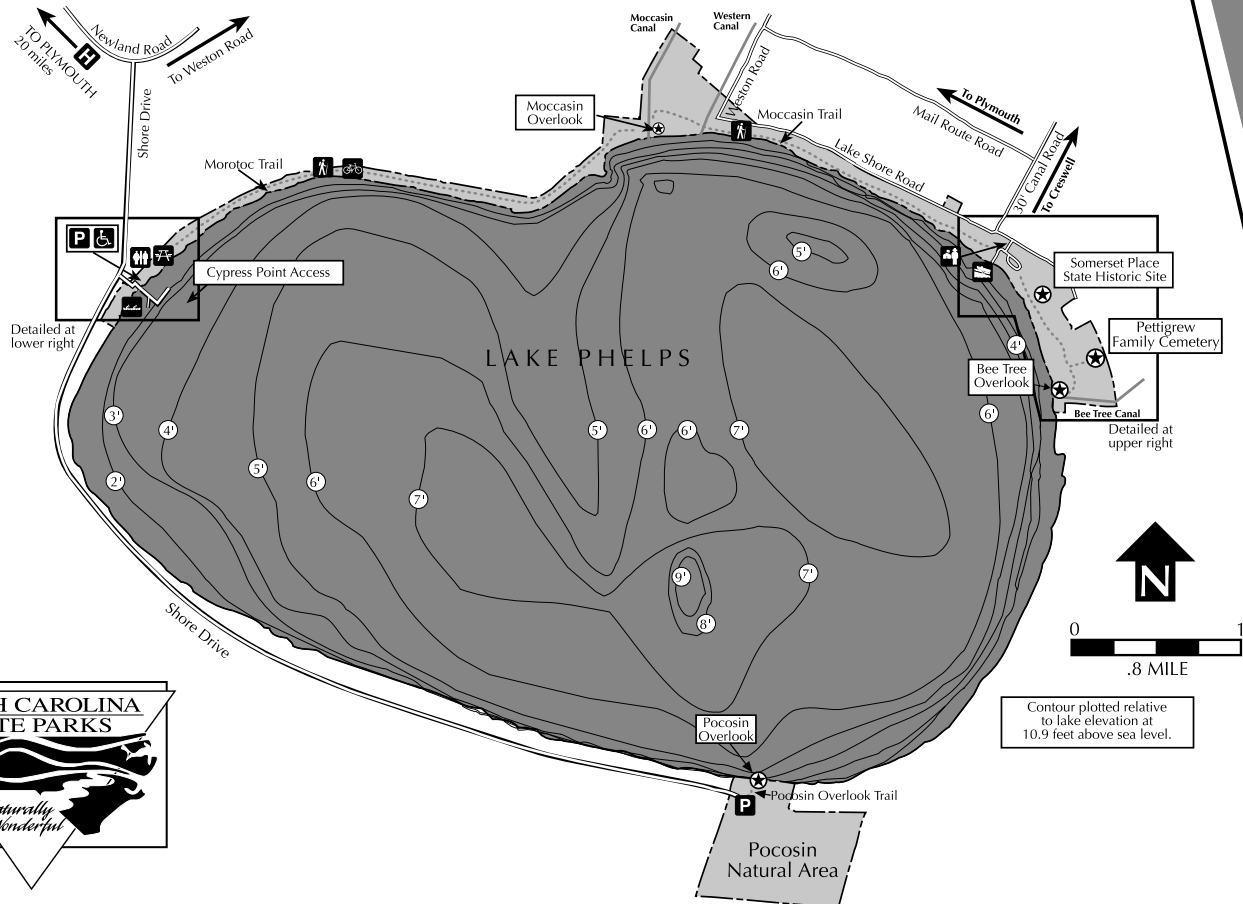 Moccasin
Canal
Western
Canal
Newland Road
TO PLYMOUTH
20 miles
H
To Weston Road
Shore Drive
Weston Road
Moccasin
Overlook
Moccasin Trail
To Plymouth
Mail Route Road
Lake Shore Road
30' Canal Road
To Creswell
Morotoc Trail
P
Cypress Point Access
Detailed at
lower right
5'
6'
Somerset Place
State Historic Site
Pettigrew
Family Cemetery
LAKE PHELPS
4'
Bee Tree
Overlook
Bee Tree Canal
Detailed at
upper right
3'
4'
5'
6'
6'
7'
6'
2'
5'
6'
7'
9'
7'
8'
N
0 1
.8 MILE
Shore Drive
H CAROLINA
TE PARKS
aturally
Wonderful
Contour plotted relative
to lake elevation at
10.9 feet above sea level.
Pocosin
Overlook
Pocosin Overlook Trail
P
Pocosin
Natural Area